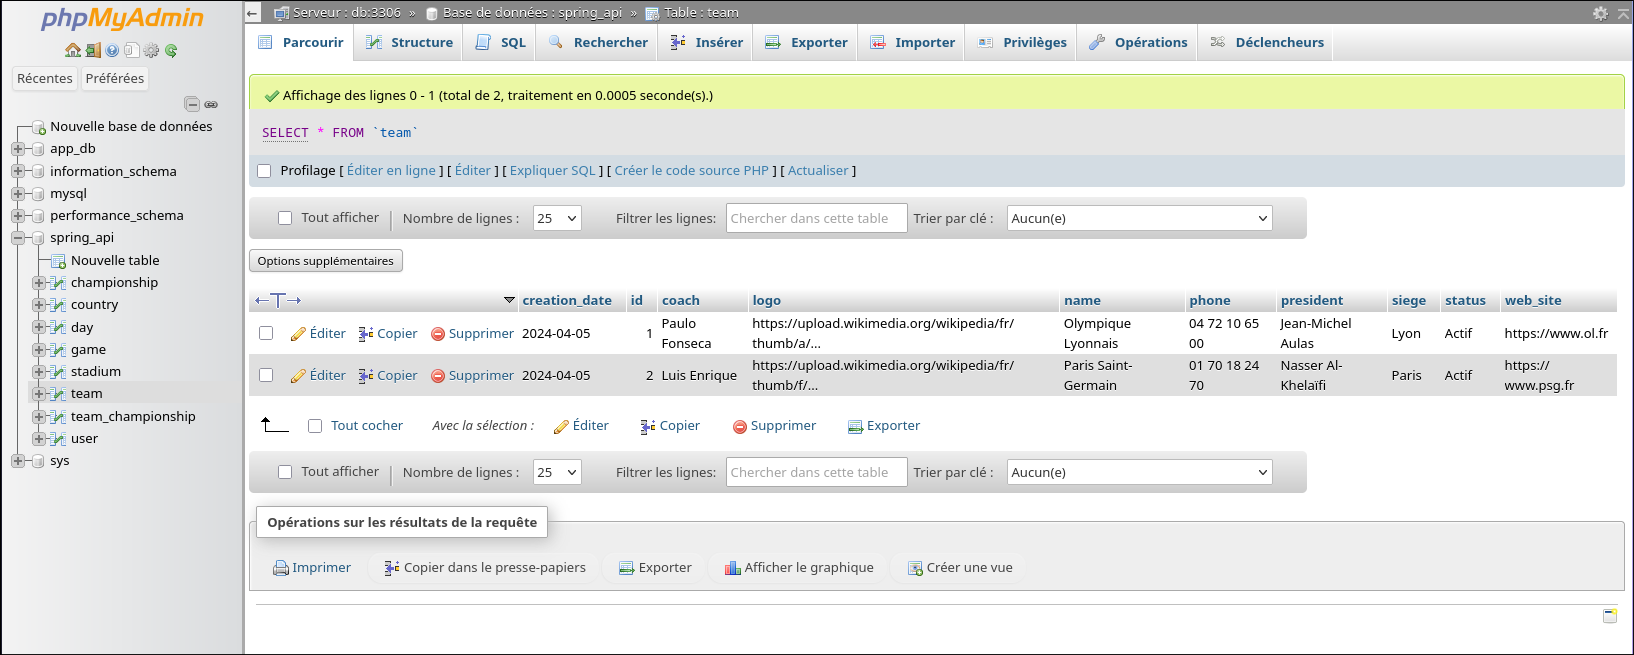 phpMyAdmin
Récentes Préférées
Nouvelle base de données
app_db
information_schema
mysql
performance_schema
spring_api
Nouvelle table
championship
country
day
game
stadium
team
team_championship
user
sys
← Serveur : db:3306 » Base de données : spring_api » Table : team
Parcourir Structure SQL Rechercher Insérer Exporter Importer Privilèges Opérations Déclencheurs
Affichage des lignes 0 - 1 (total de 2, traitement en 0.0005 seconde(s).)
SELECT * FROM `team`
Profilage [ Éditer en ligne ] [ Éditer ] [ Expliquer SQL ] [ Créer le code source PHP ] [ Actualiser ]
Tout afficher Nombre de lignes : 25 Filtrer les lignes: Chercher dans cette table Trier par clé : Aucun(e)
Options supplémentaires
←T→ creation_date id coach logo name phone president siege status web_site
Éditer Copier Supprimer 2024-04-05 1 Paulo Fonseca https://upload.wikimedia.org/wikipedia/fr/thumb/a/... Olympique Lyonnais 04 72 10 65 00 Jean-Michel Aulas Lyon Actif https://www.ol.fr
Éditer Copier Supprimer 2024-04-05 2 Luis Enrique https://upload.wikimedia.org/wikipedia/fr/thumb/f/... Paris Saint-Germain 01 70 18 24 70 Nasser Al-Khelaïfi Paris Actif https://www.psg.fr
Tout cocher Avec la sélection : Éditer Copier Supprimer Exporter
Tout afficher Nombre de lignes : 25 Filtrer les lignes: Chercher dans cette table Trier par clé : Aucun(e)
Opérations sur les résultats de la requête
Imprimer Copier dans le presse-papiers Exporter Afficher le graphique Créer une vue